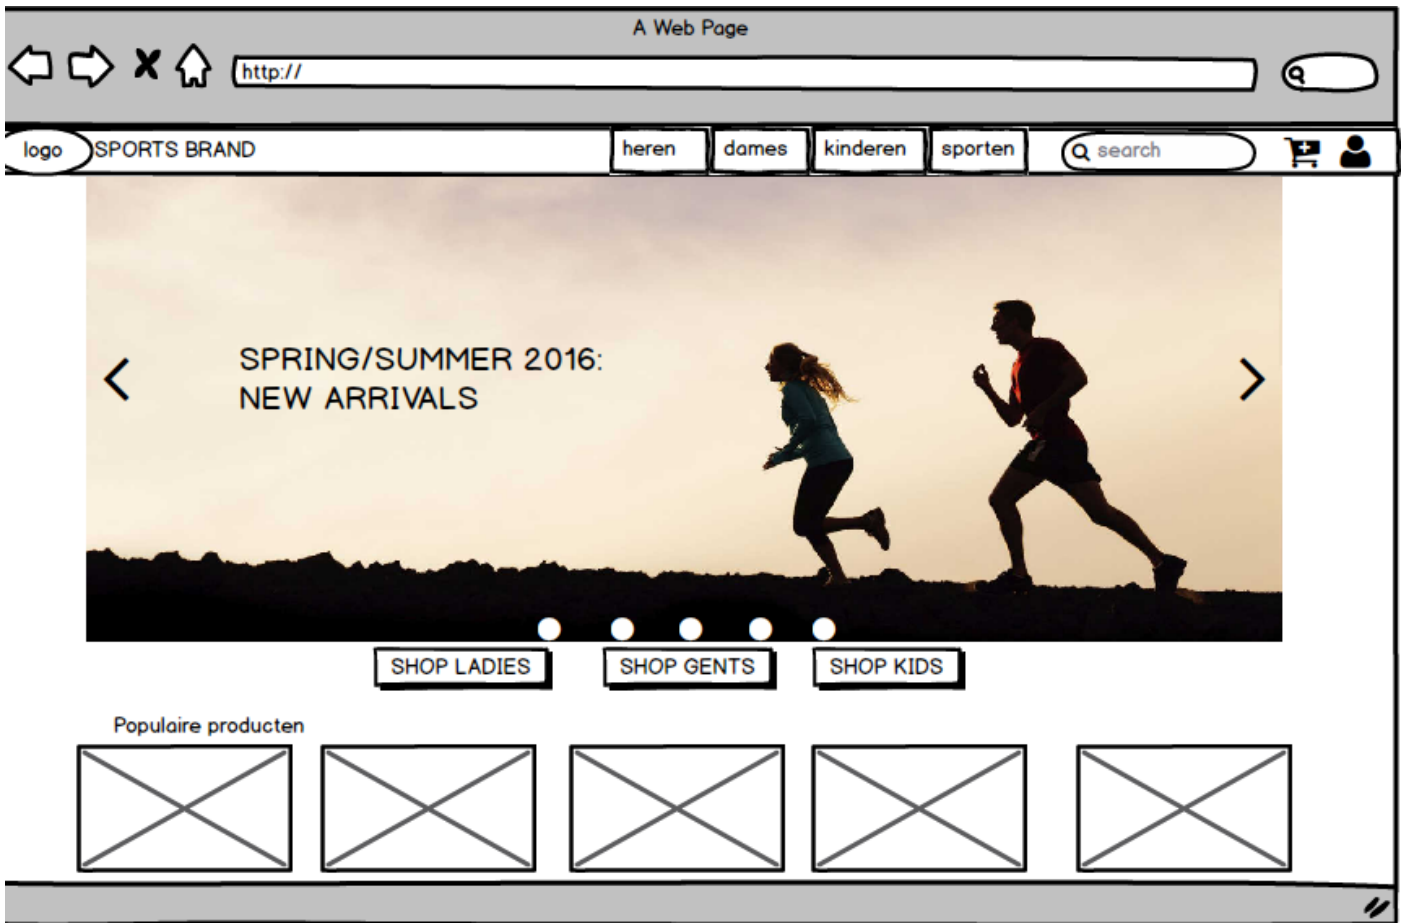 A Web Page
http://
logo
SPORTS BRAND
heren
dames
kinderen
sporten
search
SPRING/SUMMER 2016:
NEW ARRIVALS
SHOP LADIES
SHOP GENTS
SHOP KIDS
Populaire producten